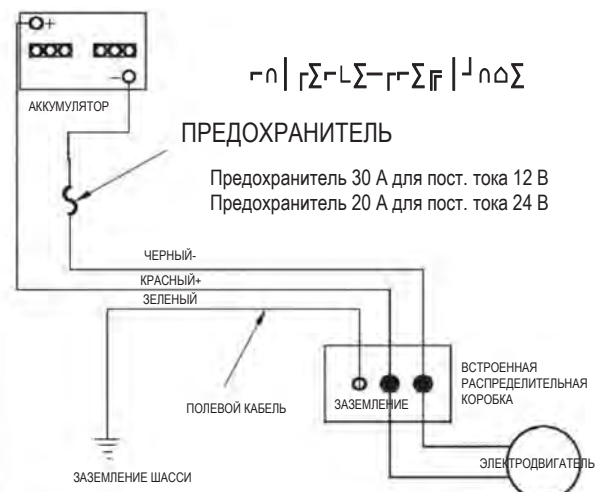 +
-
АККУМУЛЯТОР
ПРЕДОХРАНИТЕЛЬ
Предохранитель 30 А для пост. тока 12 В
Предохранитель 20 А для пост. тока 24 В
ЧЕРНЫЙ-
КРАСНЫЙ+
ЗЕЛЕНЫЙ
ПОЛЕВОЙ КАБЕЛЬ
ЗАЗЕМЛЕНИЕ
ВСТРОЕННАЯ
РАСПРЕДЕЛИТЕЛЬНАЯ
КОРОБКА
ЭЛЕКТРОДВИГАТЕЛЬ
ЗАЗЕМЛЕНИЕ ШАССИ